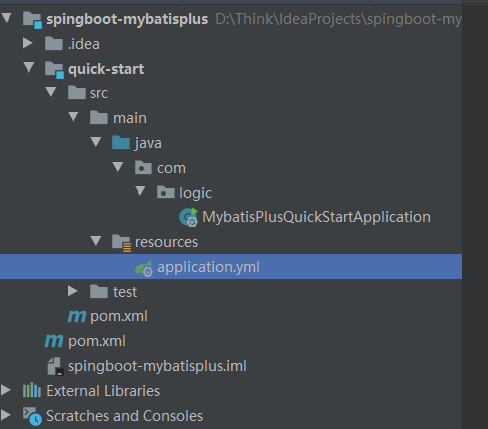 spingboot-mybatisplus D:\Think\IdeaProjects\spingboot-my
.idea
quick-start
src
main
java
com
logic
MybatisPlusQuickStartApplication
resources
application.yml
test
pom.xml
pom.xml
spingboot-mybatisplus.iml
External Libraries
Scratches and Consoles